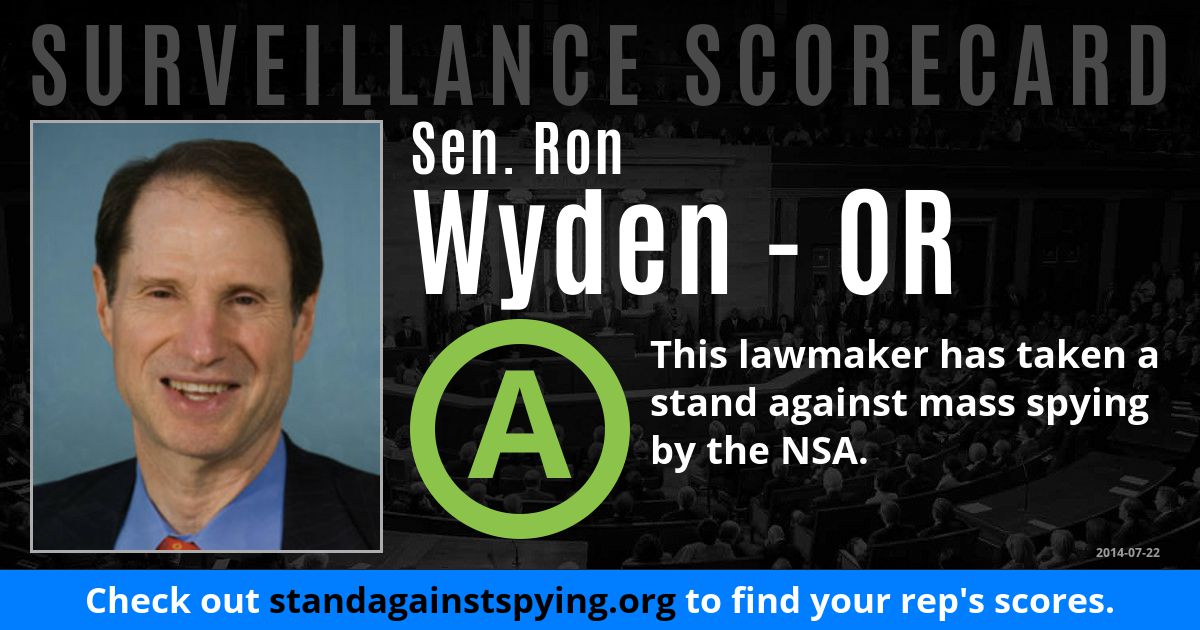 SURVEILLANCE SCORECARD
Sen. Ron
Wyden - OR
A
This lawmaker has taken a
stand against mass spying
by the NSA.
2014-07-22
Check out standagainstspying.org to find your rep's scores.